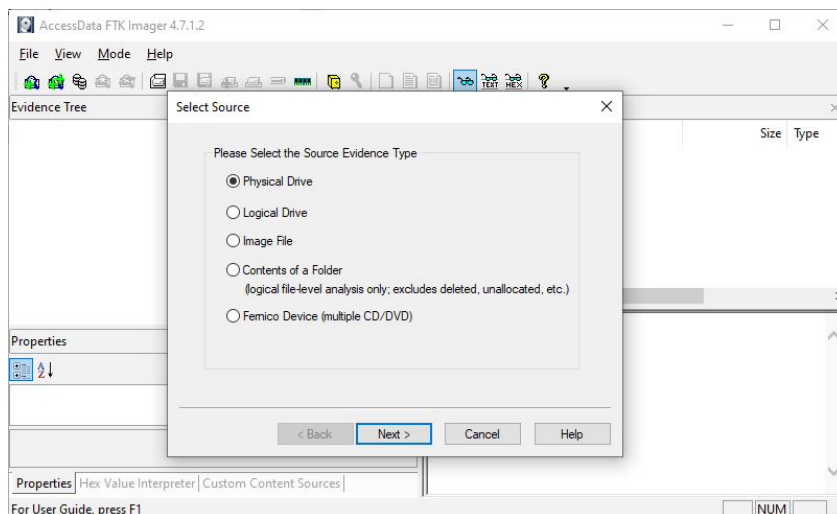 AccessData FTK Imager 4.7.1.2
File View Mode Help
TEXT HEX
Evidence Tree
Select Source
Size Type
Please Select the Source Evidence Type
Physical Drive
Logical Drive
Image File
Contents of a Folder
(logical file-level analysis only; excludes deleted, unallocated, etc.)
Fernico Device (multiple CD/DVD)
Properties
< Back Next > Cancel Help
Properties Hex Value Interpreter Custom Content Sources
For User Guide, press F1 NUM